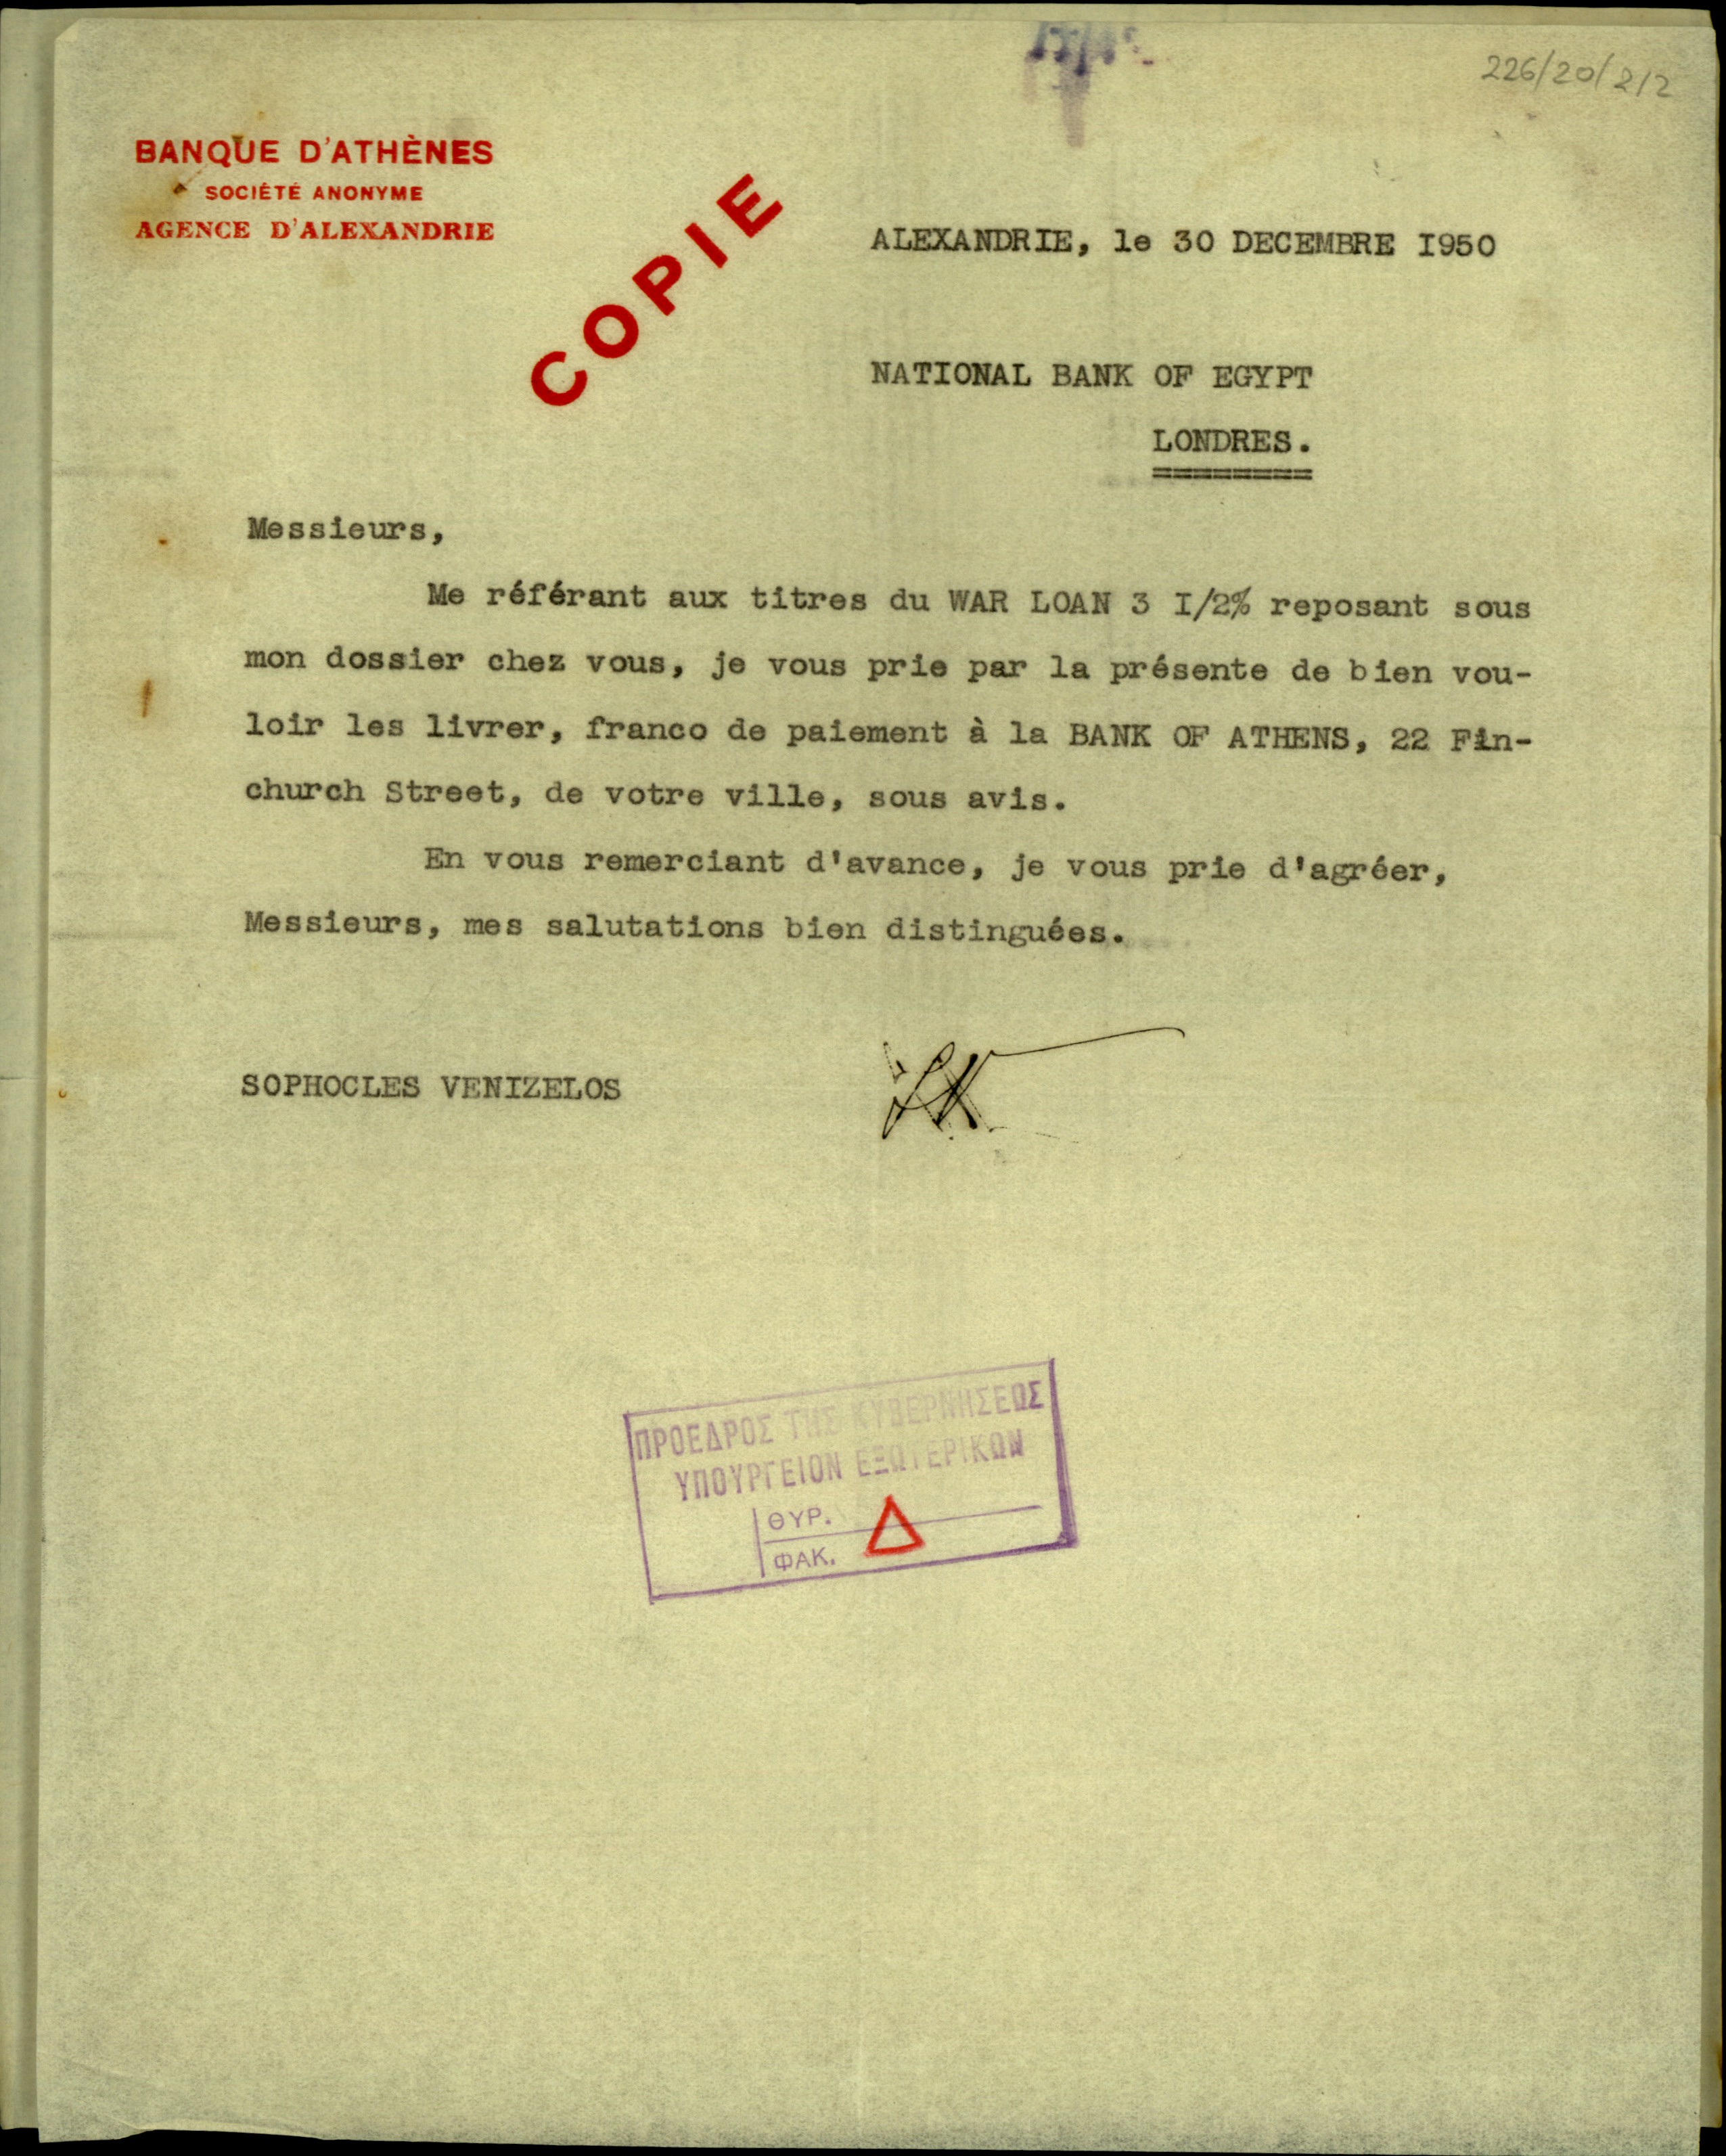 226/20/2/2
BANQUE D'ATHÈNES
SOCIÉTÉ ANONYME
AGENCE D'ALEXANDRIE
COPIE
ALEXANDRIE, le 30 DECEMBRE I950
NATIONAL BANK OF EGYPT
LONDRES.
Messieurs,
Me référant aux titres du WAR LOAN 3 I/2% reposant sous
mon dossier chez vous, je vous prie par la présente de bien vou-
loir les livrer, franco de paiement à la BANK OF ATHENS, 22 Fin-
church Street, de votre ville, sous avis.
En vous remerciant d'avance, je vous prie d'agréer,
Messieurs, mes salutations bien distinguées.
SOPHOCLES VENIZELOS
ΠΡΟΕΔΡΟΣ ΤΗΣ ΚΥΒΕΡΝΗΣΕΩΣ
ΥΠΟΥΡΓΕΙΟΝ ΕΞΩΤΕΡΙΚΩΝ
ΘΥΡ.
ΦΑΚ. Δ